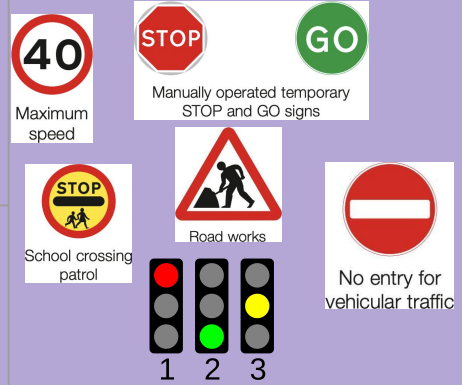 40
Maximum
speed
STOP
GO
Manually operated temporary
STOP and GO signs
STOP
School crossing
patrol
Road works
No entry for
vehicular traffic
1 2 3